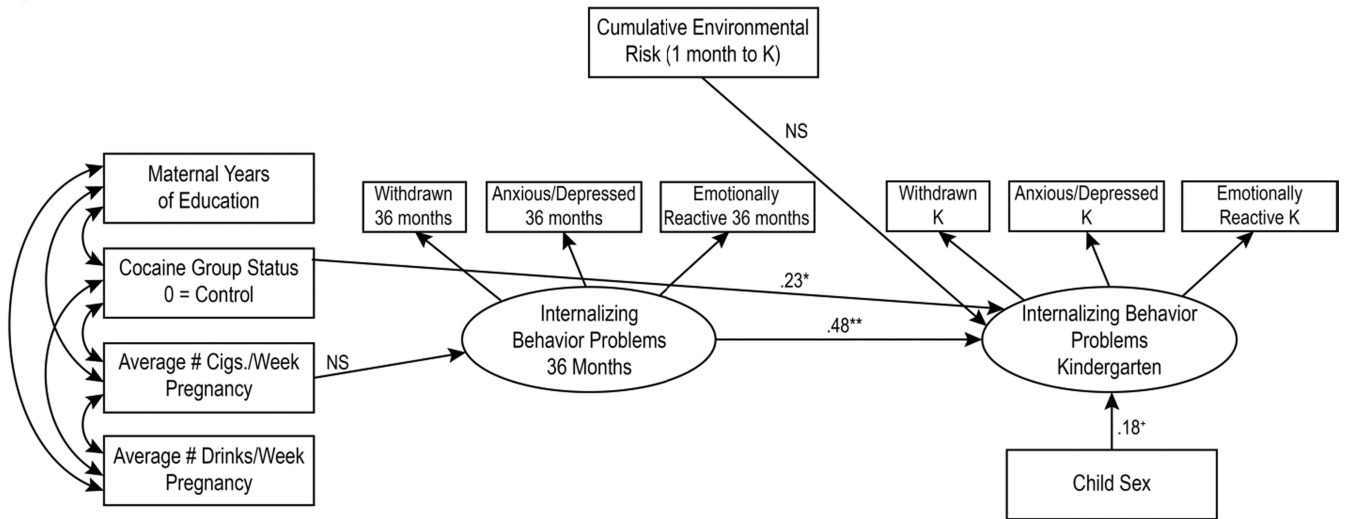 Cumulative Environmental
Risk (1 month to K)
NS
Maternal Years
of Education
Withdrawn
36 months
Anxious/Depressed
36 months
Emotionally
Reactive 36 months
Withdrawn
K
Anxious/Depressed
K
Emotionally
Reactive K
Cocaine Group Status
0 = Control
.23*
Internalizing
Behavior Problems
36 Months
.48**
Internalizing Behavior
Problems
Kindergarten
Average # Cigs./Week
Pregnancy
NS
.18+
Average # Drinks/Week
Pregnancy
Child Sex